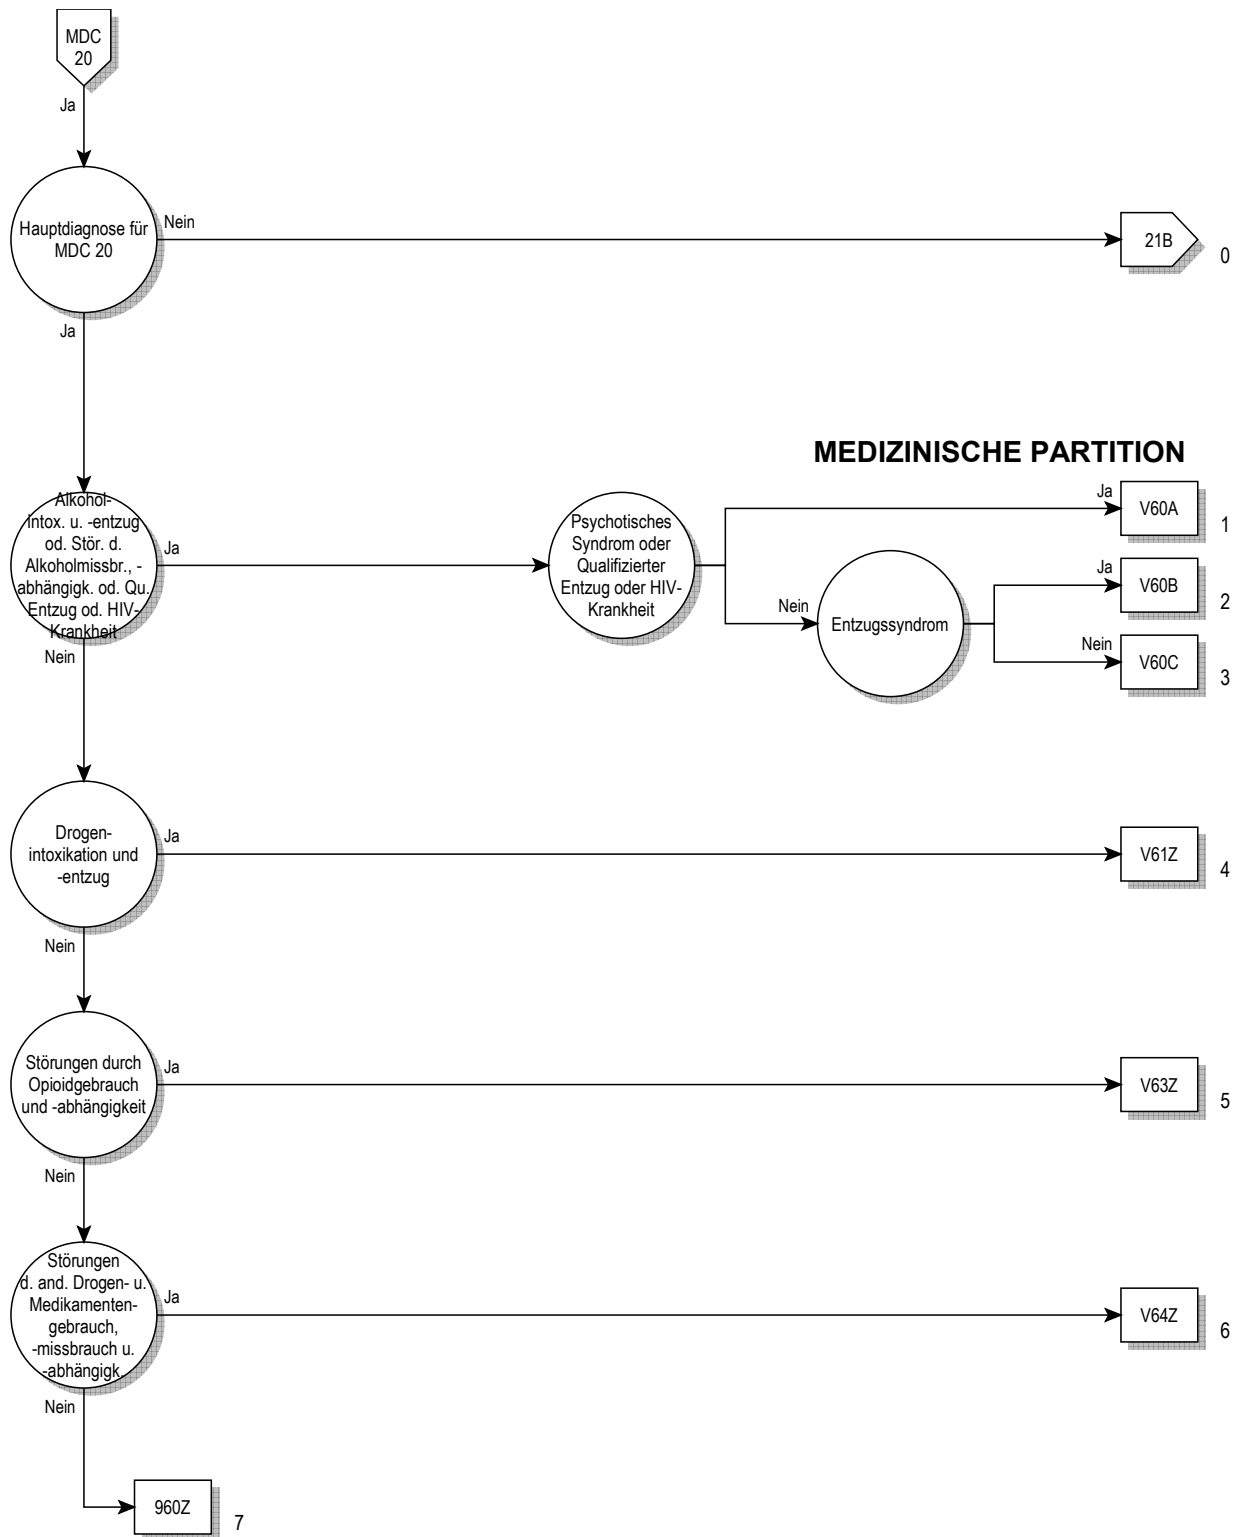 MDC
20
Ja
Hauptdiagnose für
MDC 20
Nein
21B
0
Ja
MEDIZINISCHE PARTITION
Alkohol-
intox. u. -entzug
od. Stör. d.
Alkoholmissbr., -
abhängigk. od. Qu.
Entzug od. HIV-
Krankheit
Ja
Psychotisches
Syndrom oder
Qualifizierter
Entzug oder HIV-
Krankheit
Ja
V60A
1
Nein
Entzugssyndrom
Ja
V60B
2
Nein
V60C
3
Nein
Drogen-
intoxikation und
-entzug
Ja
V61Z
4
Nein
Störungen durch
Opioidgebrauch
und -abhängigkeit
Ja
V63Z
5
Nein
Störungen
d. and. Drogen- u.
Medikamenten-
gebrauch,
-missbrauch u.
-abhängigk.
Ja
V64Z
6
Nein
960Z
7